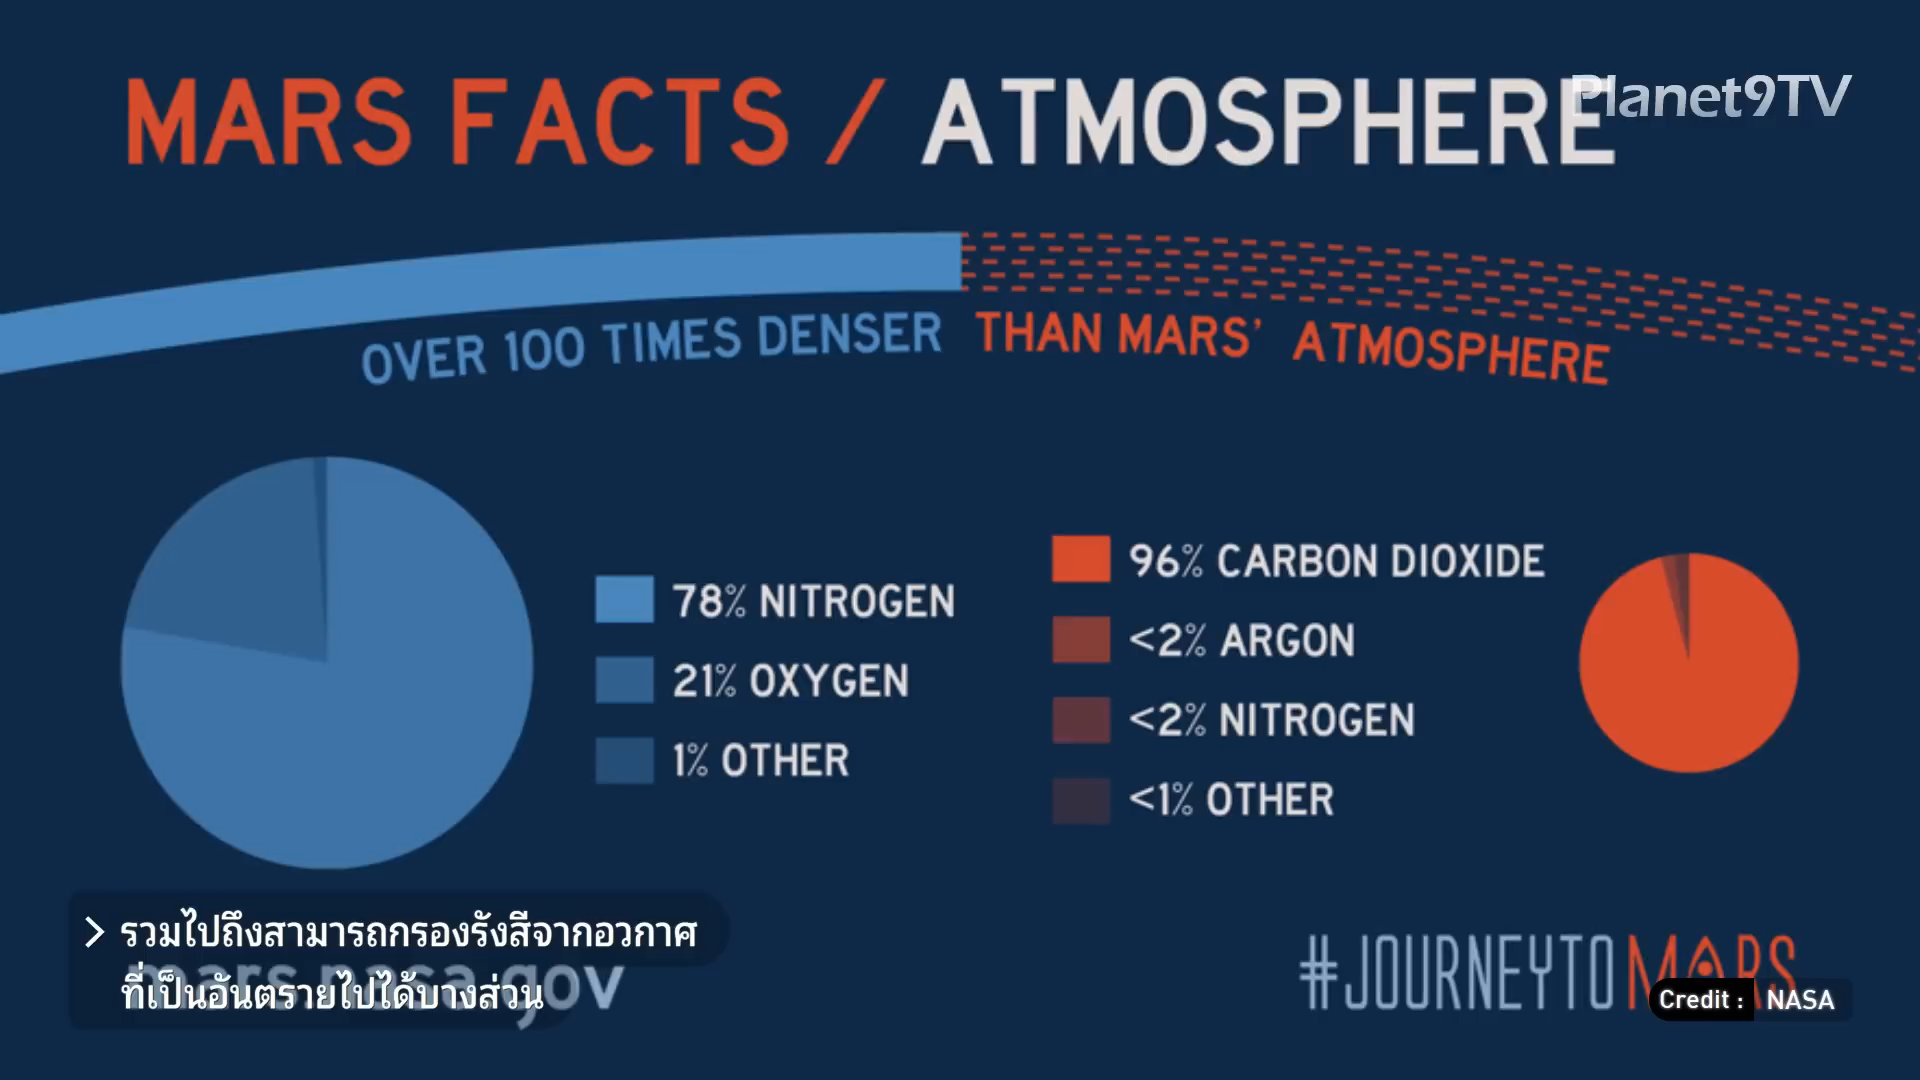 MARS FACTS / ATMOSPHERE
Planet9TV
OVER 100 TIMES DENSER THAN MARS' ATMOSPHERE
78% NITROGEN
21% OXYGEN
1% OTHER
96% CARBON DIOXIDE
<2% ARGON
<2% NITROGEN
<1% OTHER
รวมไปถึงสามารถกรองรังสีจากอวกาศ
ที่เป็นอันตรายไปได้บางส่วน
mars.nasa.gov
#JOURNEYTOMARS
Credit : NASA